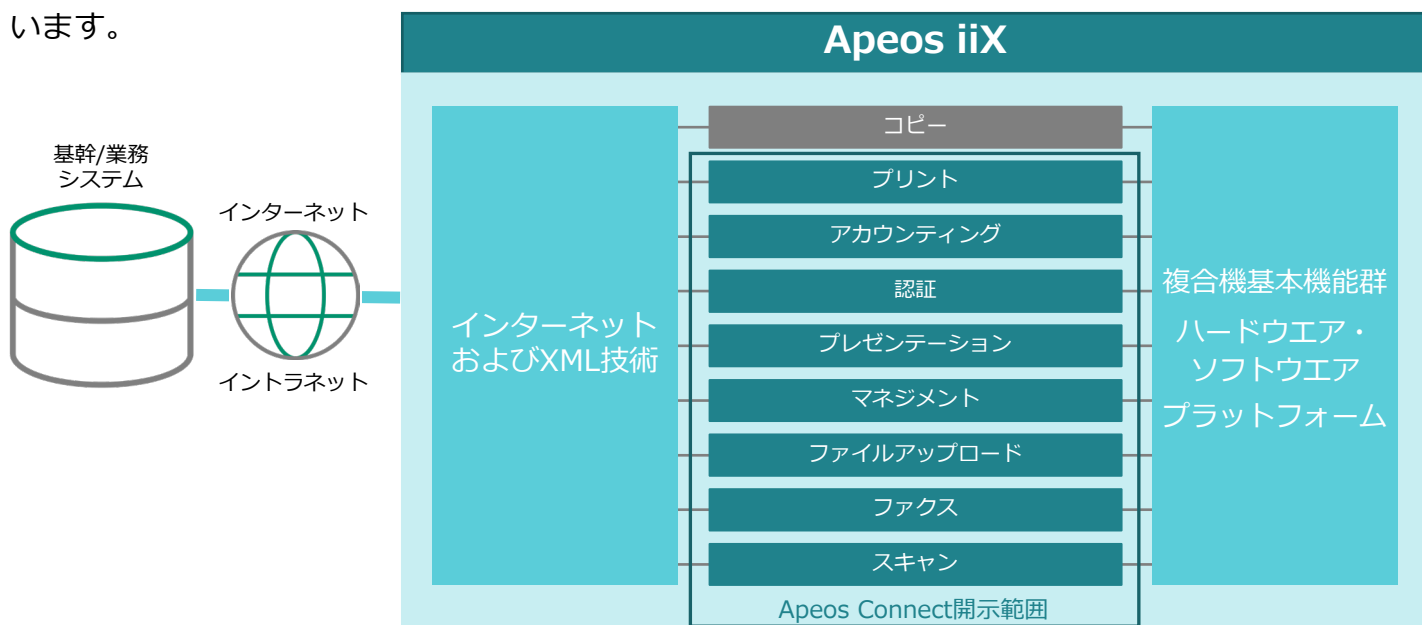 います。
Apeos iiX
基幹/業務
システム
インターネット
イントラネット
インターネット
およびXML技術
コピー
プリント
アカウンティング
認証
プレゼンテーション
マネジメント
ファイルアップロード
ファクス
スキャン
Apeos Connect開示範囲
複合機基本機能群
ハードウエア・
ソフトウエア
プラットフォーム